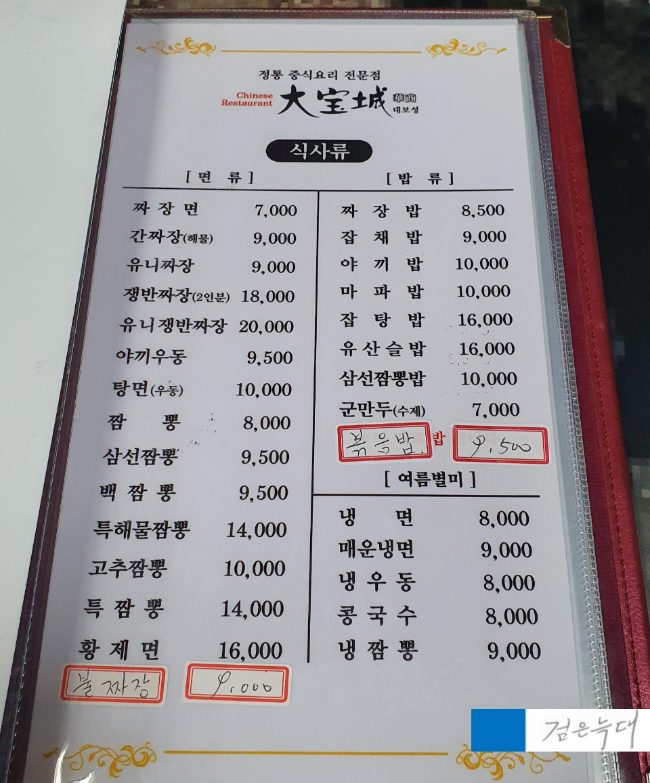 정통 중식요리 전문점
Chinese
Restaurant
大宝城
華商
대보성
식사류
[ 면 류 ]
짜장면 7,000
간짜장(해물) 9,000
유니짜장 9,000
쟁반짜장(2인분) 18,000
유니쟁반짜장 20,000
야끼우동 9,500
탕면(우동) 10,000
짬 뽕 8,000
삼선짬뽕 9,500
백짬뽕 9,500
특해물짬뽕 14,000
고추짬뽕 10,000
특짬뽕 14,000
황제면 16,000
불짜장 9.000
[ 밥 류 ]
짜장밥 8,500
잡채밥 9,000
야끼밥 10,000
마파밥 10,000
잡탕밥 16,000
유산슬밥 16,000
삼선짬뽕밥 10,000
군만두(수제) 7,000
볶음밥 밥 9.500
[ 여름별미 ]
냉 면 8,000
매운냉면 9,000
냉우동 8,000
콩국수 8,000
냉짬뽕 9,000
검은늑대